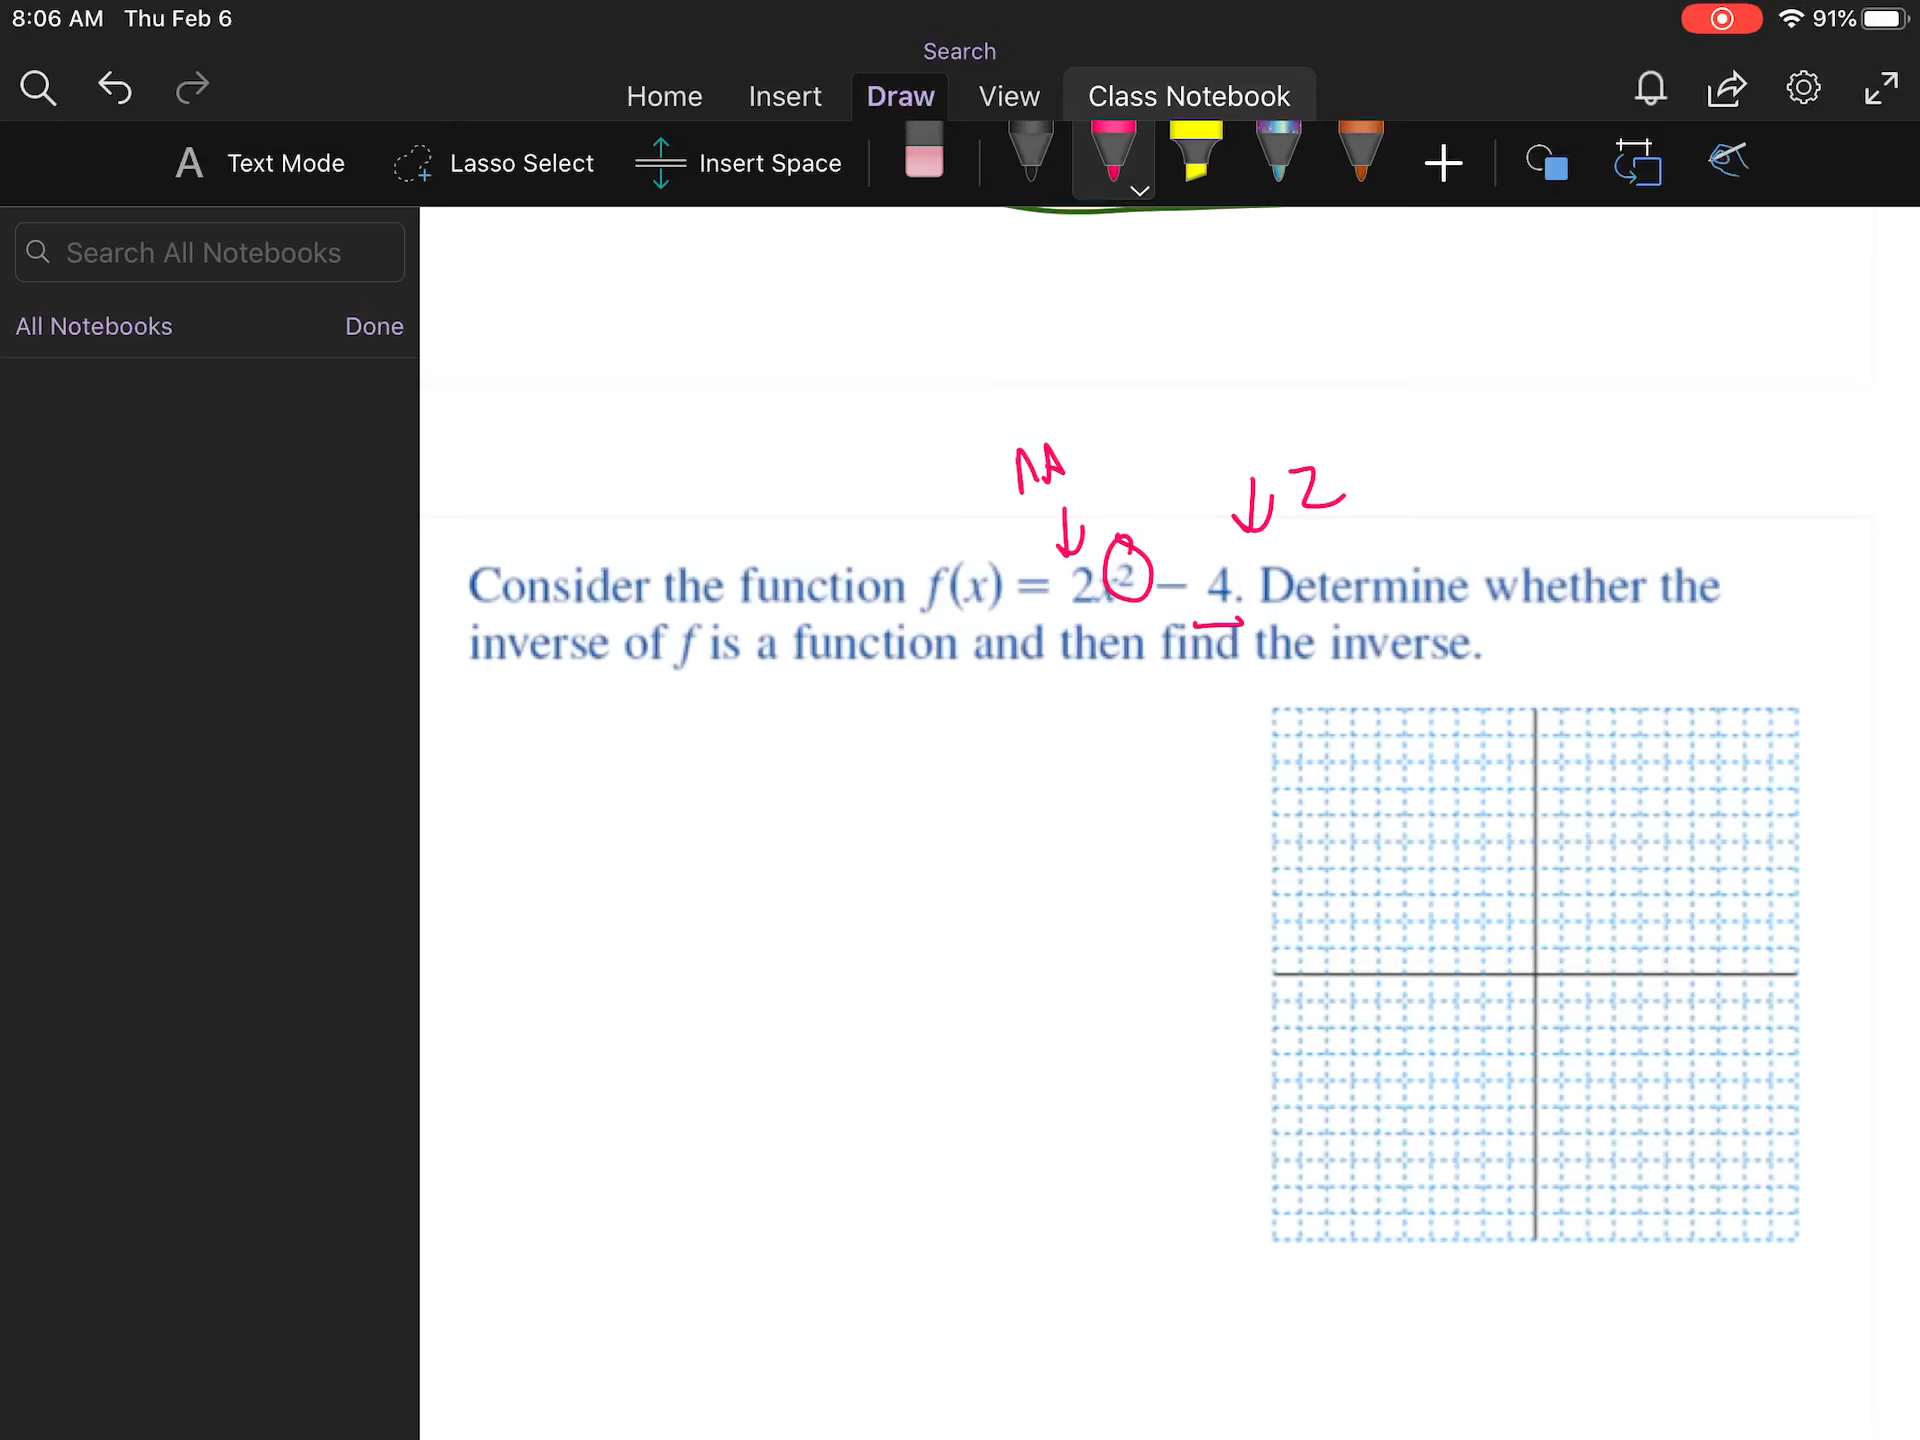 8:06 AM Thu Feb 6
91%
Search
Home Insert Draw View Class Notebook
A Text Mode Lasso Select Insert Space
Search All Notebooks
All Notebooks Done
↓ 2
↓
Consider the function f(x) = 2x² − 4. Determine whether the
inverse of f is a function and then find the inverse.